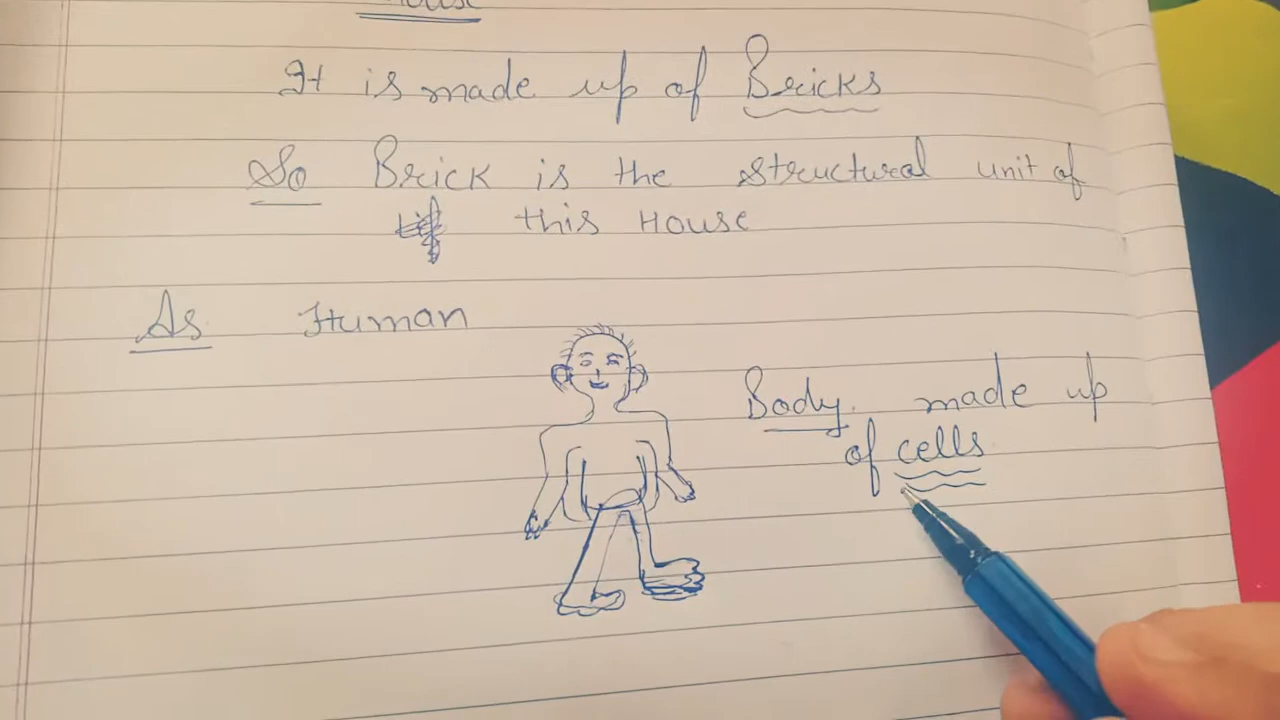 House
It is made up of Bricks
So Brick is the structural unit of
this House
As Human
Body made up
of cells